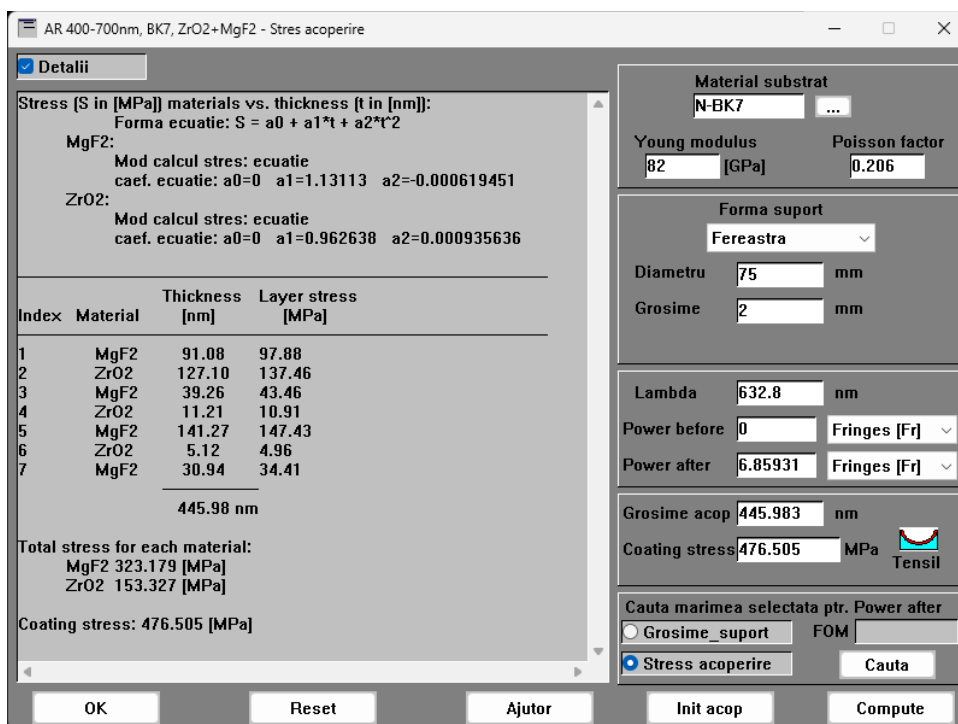 AR 400-700nm, BK7, ZrO2+MgF2 - Stres acoperire
Detalii
Stress (S in [MPa]) materials vs. thickness (t in [nm]):
Forma ecuatie: S = a0 + a1*t + a2*t^2
MgF2:
Mod calcul stres: ecuatie
caef. ecuatie: a0=0 a1=1.13113 a2=-0.000619451
ZrO2:
Mod calcul stres: ecuatie
caef. ecuatie: a0=0 a1=0.962638 a2=0.000935636
Thickness Layer stress
Index Material [nm] [MPa]
1 MgF2 91.08 97.88
2 ZrO2 127.10 137.46
3 MgF2 39.26 43.46
4 ZrO2 11.21 10.91
5 MgF2 141.27 147.43
6 ZrO2 5.12 4.96
7 MgF2 30.94 34.41
445.98 nm
Total stress for each material:
MgF2 323.179 [MPa]
ZrO2 153.327 [MPa]
Coating stress: 476.505 [MPa]
Material substrat
N-BK7 ...
Young modulus Poisson factor
82 [GPa] 0.206
Forma suport
Fereastra
Diametru 75 mm
Grosime 2 mm
Lambda 632.8 nm
Power before 0 Fringes [Fr]
Power after 6.85931 Fringes [Fr]
Grosime acop 445.983 nm
Coating stress 476.505 MPa
Tensil
Cauta marimea selectata ptr. Power after
Grosime_suport FOM
Stress acoperire Cauta
OK Reset Ajutor Init acop Compute